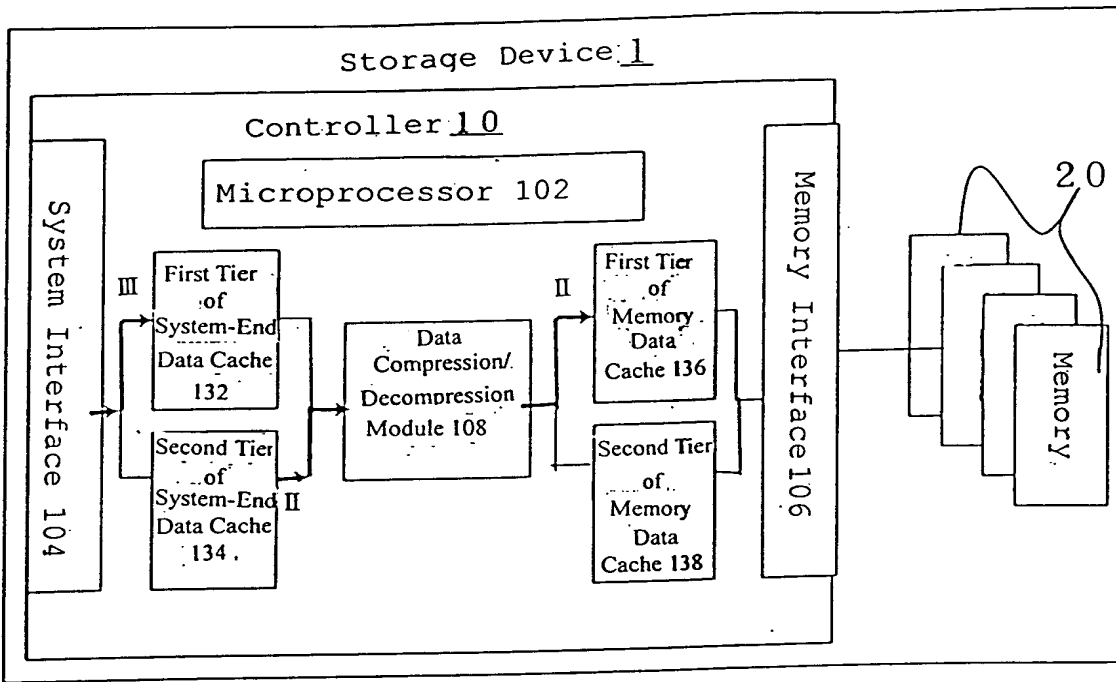 Storage Device 1
Controller 10
Microprocessor 102
System Interface 104
III
First Tier
of
System-End
Data Cache
132
Second Tier
of
System-End
Data Cache
134
II
Data
Compression/
Decompression
Module 108
II
First Tier
of
Memory
Data
Cache 136
Second Tier
of
Memory
Data
Cache 138
Memory Interface 106
20
Memory